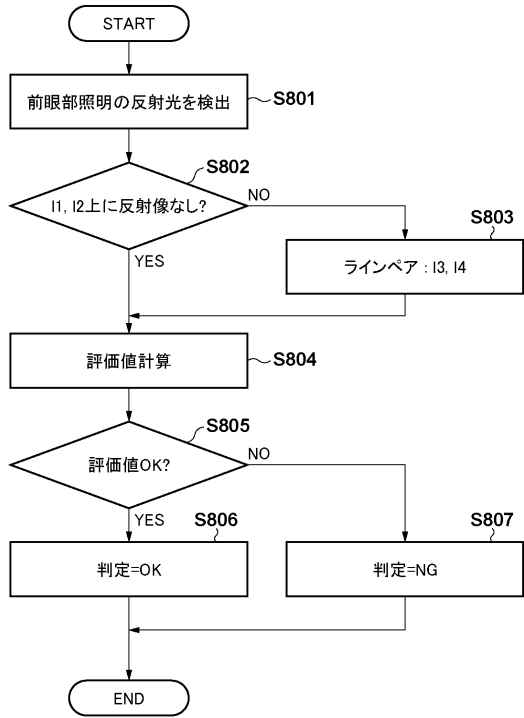 START
前眼部照明の反射光を検出
S801
S802
I1, I2上に反射像なし?
NO
YES
S803
ラインペア : I3, I4
評価値計算
S804
S805
評価値OK?
NO
YES
S806
判定=OK
S807
判定=NG
END